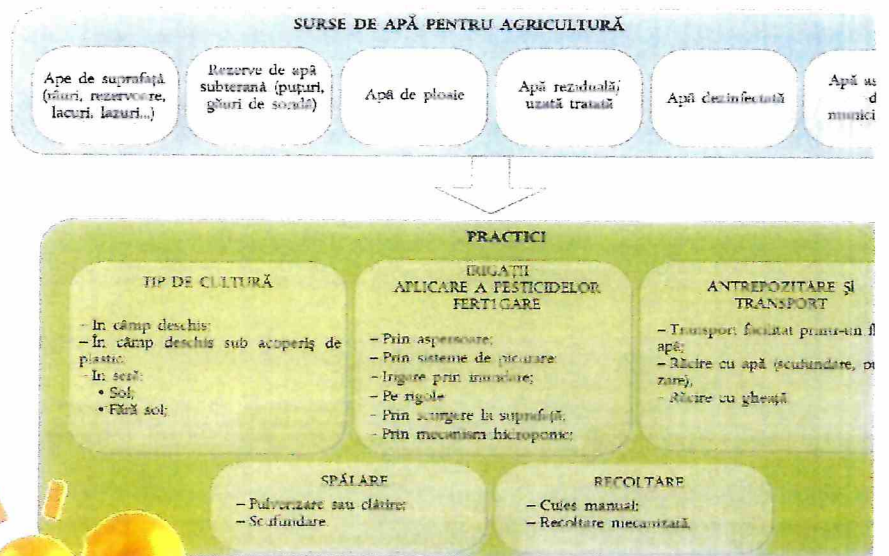 SURSE DE APĂ PENTRU AGRICULTURĂ
Ape de suprafață
(râuri, rezervoare,
lacuri, iazuri...)
Rezerve de apă
subterană (puțuri,
găuri de sondă)
Apă de ploaie
Apă reziduală/
uzată tratată
Apă dezinfectată
Apă
PRACTICI
TIP DE CULTURĂ
– În câmp deschis;
– În câmp deschis sub acoperiș de
plastic;
– În seră:
• Sol;
• Fără sol;
IRIGAȚII
APLICARE A PESTICIDELOR
FERTIGARE
– Prin aspersoare;
– Prin sisteme de picurare;
– Irigare prin inundare;
– Pe rigole
– Prin scurgere la suprafață;
– Prin mecanism hidroponic;
ANTREPOZITARE ȘI
TRANSPORT
– Transport facilitat printr-un
apă;
– Răcire cu apă (scufundare,
zare),
– Răcire cu gheață
SPĂLARE
– Pulverizare sau clătire;
– Scufundare
RECOLTARE
– Cules manual;
– Recoltare mecanizată,